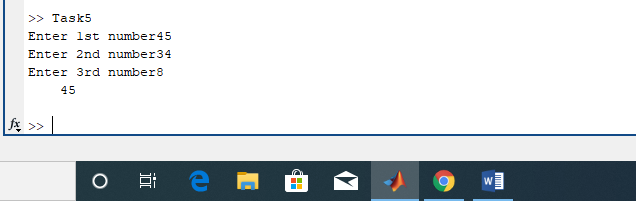 >> Task5
Enter 1st number45
Enter 2nd number34
Enter 3rd number8
45
fx >>
W